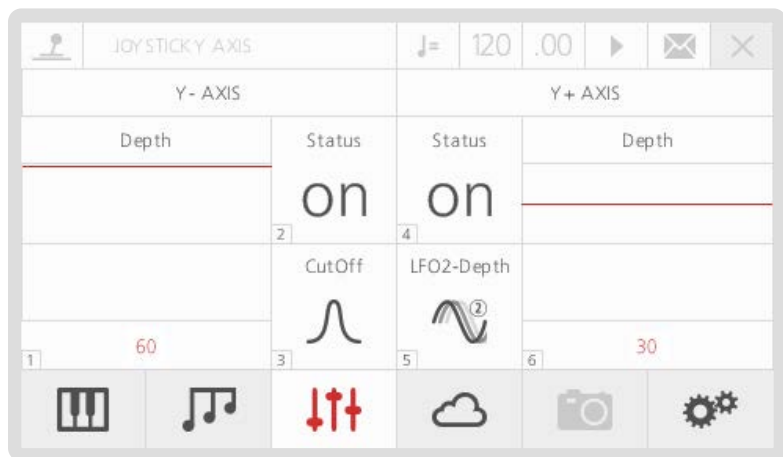 JOYSTICK Y AXIS ♩= 120 .00
Y- AXIS Y+ AXIS
Depth Status Status Depth
on on
2 4
CutOff LFO2-Depth
2
60 30
1 3 5 6